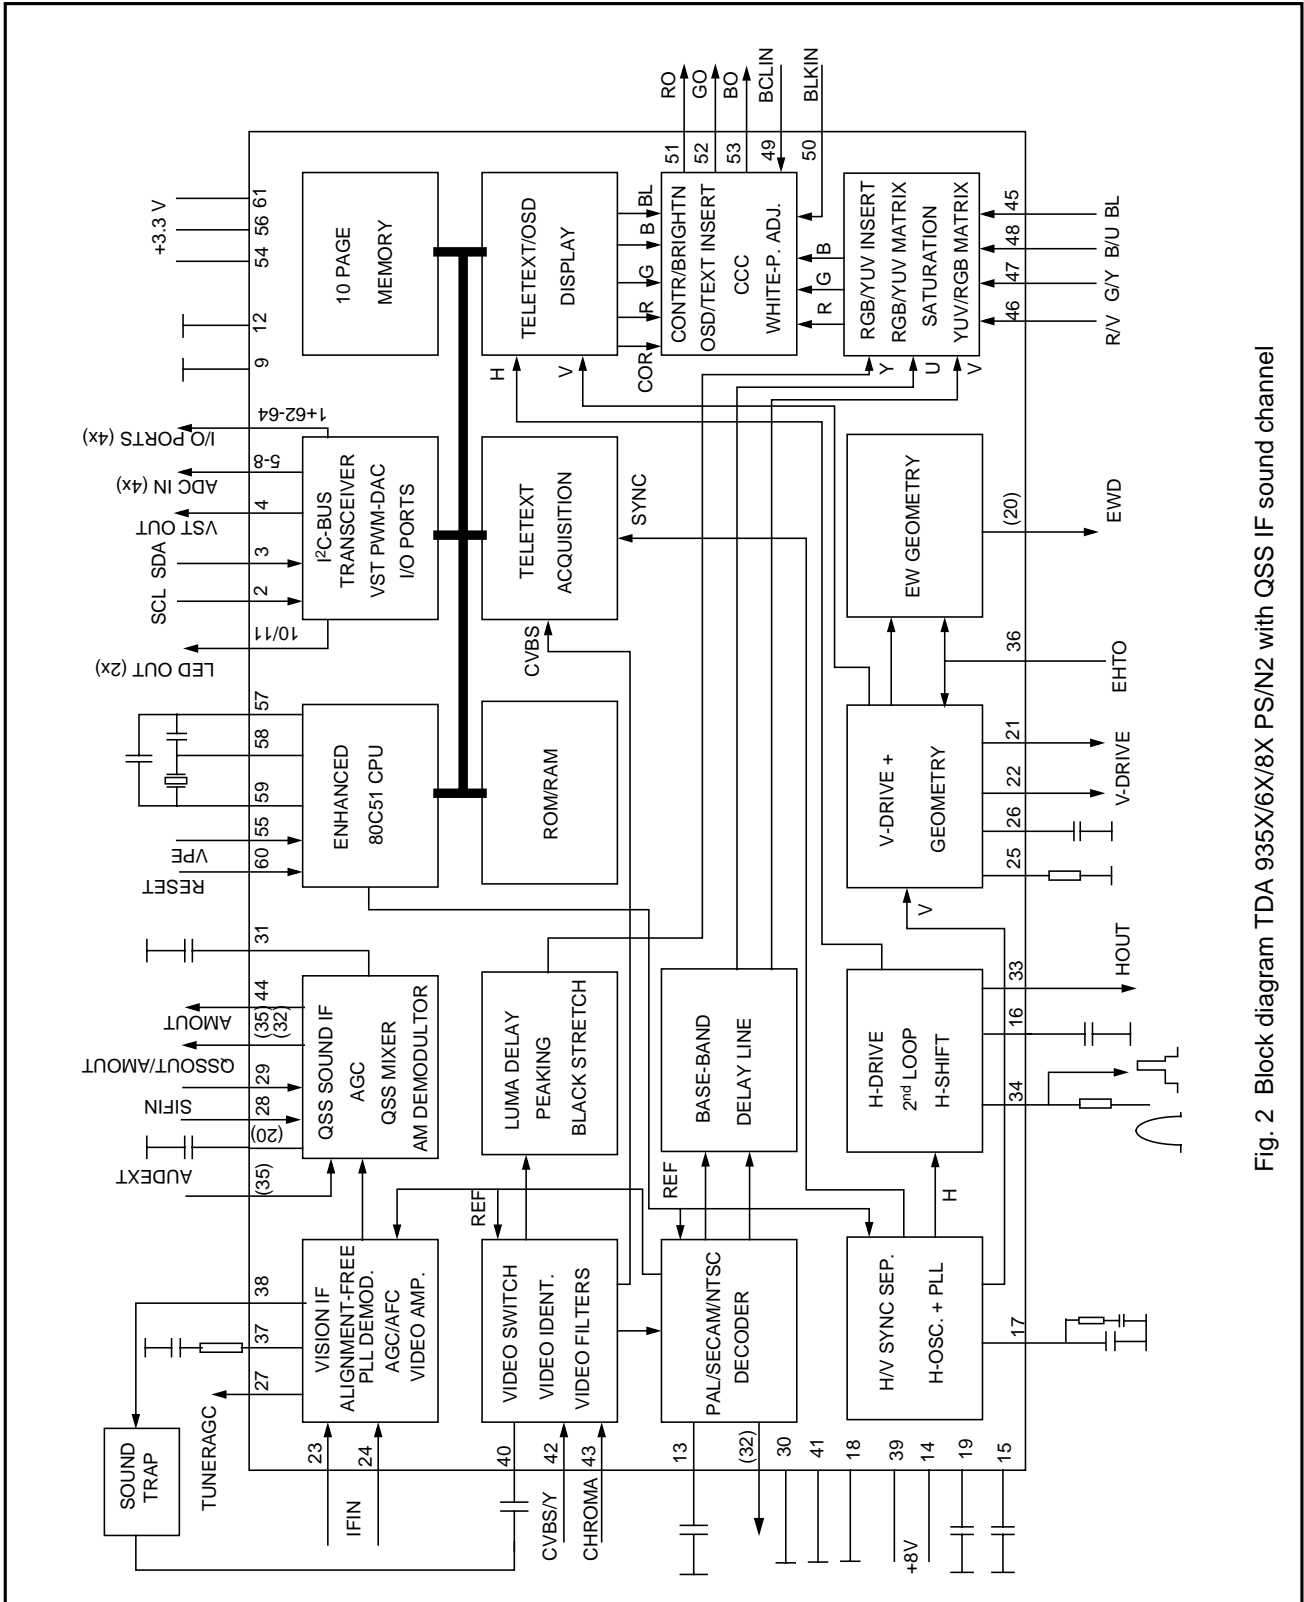 SOUND
TRAP
TUNERAGC
27
37
38
AUDEXT
(35)
(20)
SIFIN
28
29
QSSOUT/AMOUT
(35)
(32)
AMOUT
44
31
RESET
60
VPE
55
59
58
57
LED OUT (2x)
10/11
SCL
2
SDA
3
VST OUT
4
ADC IN (4x)
5-8
I/O PORTS (4x)
1+62-64
9
12
+3.3 V
54
56
61
IFIN
23
24
VISION IF
ALIGNMENT-FREE
PLL DEMOD.
AGC/AFC
VIDEO AMP.
QSS SOUND IF
AGC
QSS MIXER
AM DEMODULTOR
ENHANCED
80C51 CPU
I²C-BUS
TRANSCEIVER
VST PWM-DAC
I/O PORTS
10 PAGE
MEMORY
40
CVBS/Y
42
CHROMA
43
REF
VIDEO SWITCH
VIDEO IDENT.
VIDEO FILTERS
LUMA DELAY
PEAKING
BLACK STRETCH
ROM/RAM
CVBS
TELETEXT
ACQUISITION
SYNC
H
V
TELETEXT/OSD
DISPLAY
COR
R
G
B
BL
13
(32)
30
41
18
39
+8V
14
19
15
PAL/SECAM/NTSC
DECODER
REF
BASE-BAND
DELAY LINE
CONTR/BRIGHTN
OSD/TEXT INSERT
CCC
WHITE-P. ADJ.
51
RO
52
GO
53
BO
49
BCLIN
50
BLKIN
R
G
B
Y
U
V
RGB/YUV INSERT
RGB/YUV MATRIX
SATURATION
YUV/RGB MATRIX
H/V SYNC SEP.
H-OSC. + PLL
H
H-DRIVE
2nd LOOP
H-SHIFT
V
V-DRIVE +
GEOMETRY
EW GEOMETRY
17
34
16
33
HOUT
25
26
22
21
V-DRIVE
36
EHTO
(20)
EWD
46
47
48
45
R/V
G/Y
B/U
BL
Fig. 2 Block diagram TDA 935X/6X/8X PS/N2 with QSS IF sound channel